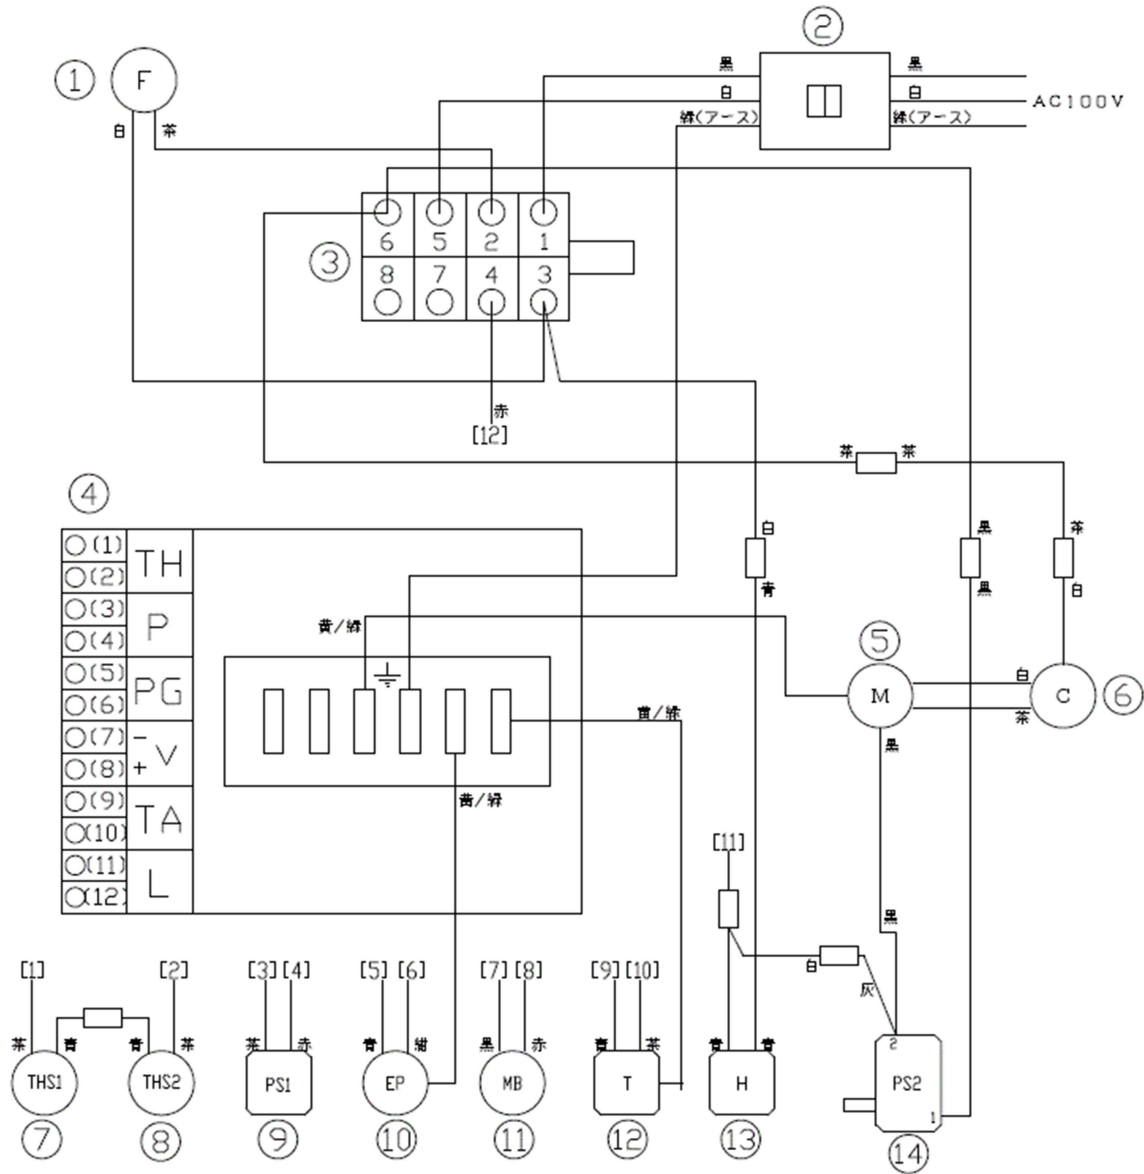 ②
① F
黒 黒
白 白 AC100V
緑(アース) 緑(アース)
白 茶
6 5 2 1
③
8 7 4 3
赤
[12]
茶 茶
④
(1) TH
(2)
(3) P
(4)
(5) PG
(6)
(7) - V
(8) +
(9) TA
(10)
(11) L
(12)
白 黒 茶
青 黒 白
黄/緑
⑤
M 白 C ⑥
茶
黄/緑
黒
黄/緑
[11]
黒
白
灰
[1] [2] [3] [4] [5] [6] [7] [8] [9] [10]
茶 青 青 茶 茶 赤 青 紺 黒 赤 青 茶 青 青
2
THS1 THS2 PS1 EP MB T H PS2
1
⑦ ⑧ ⑨ ⑩ ⑪ ⑫ ⑬ ⑭